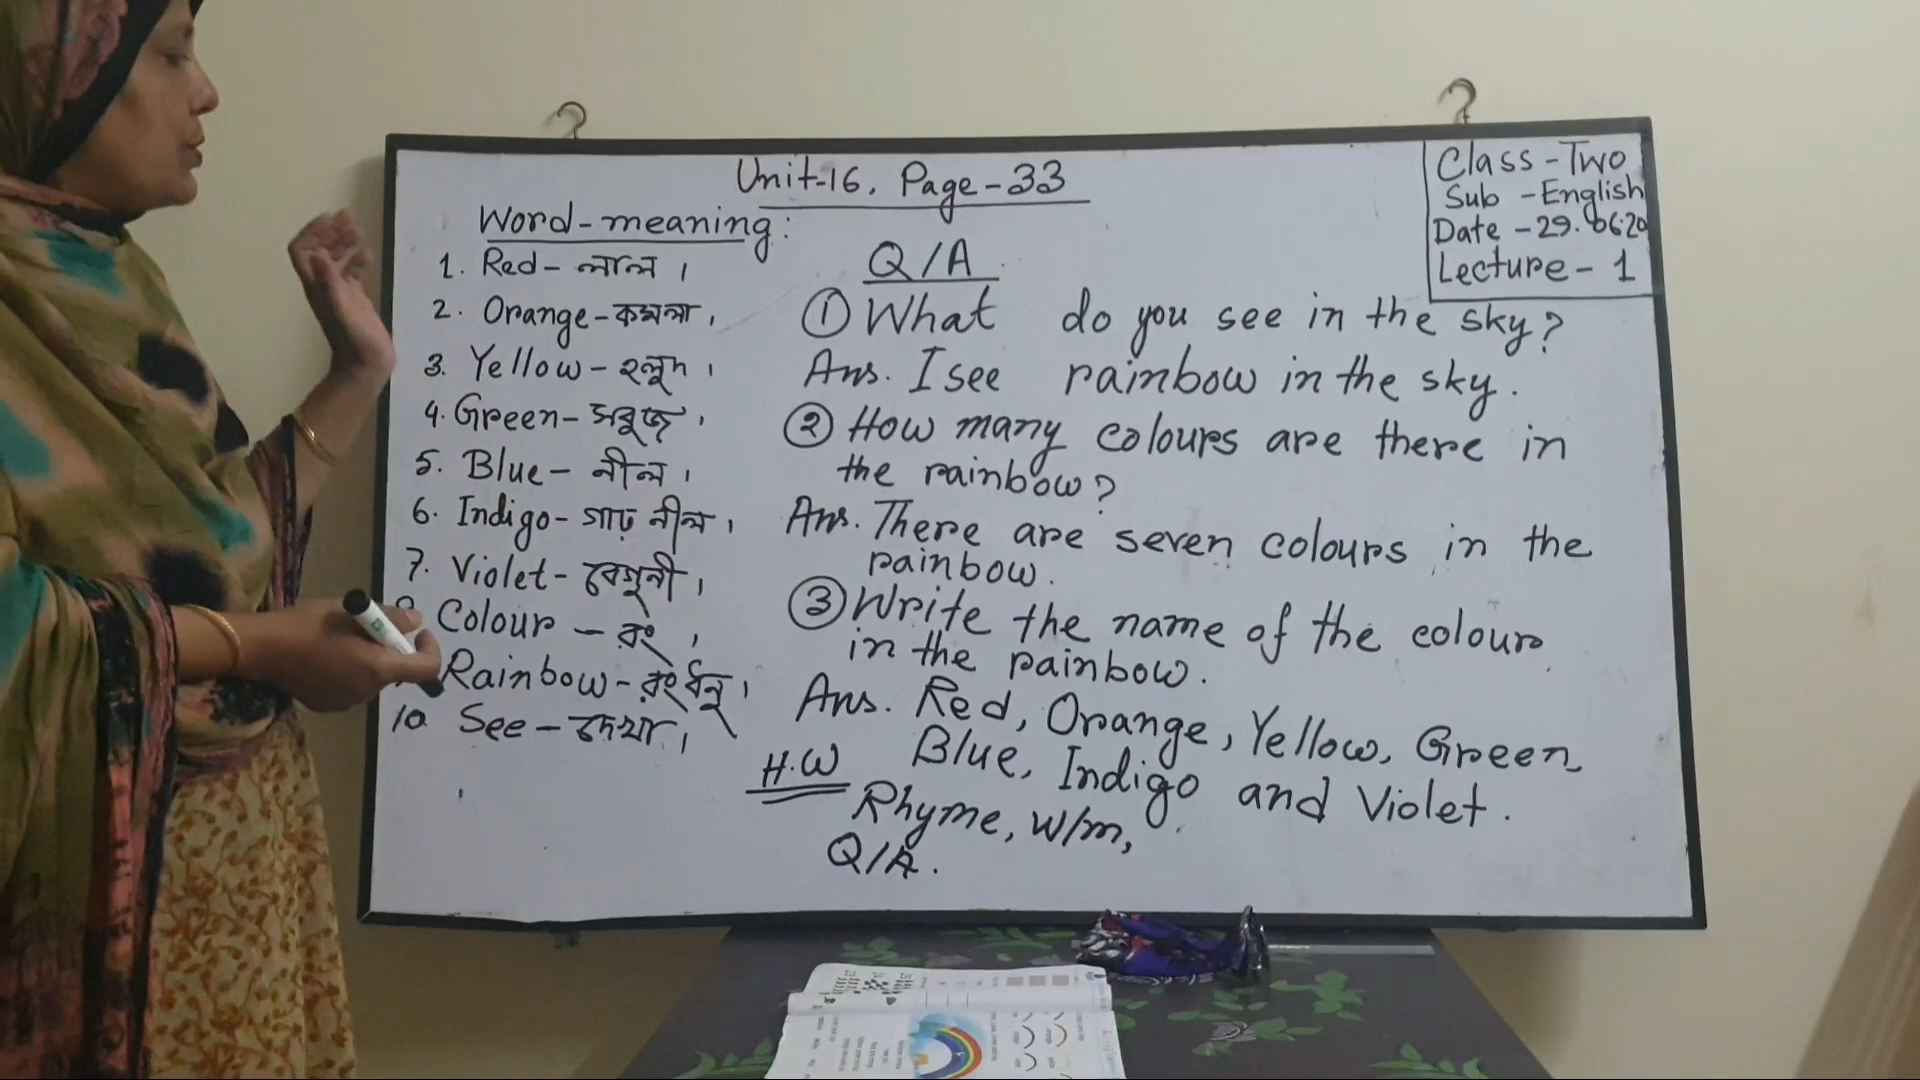 Unit-16, Page-33
Class-Two
Sub -English
Date -29.06.20
Lecture- 1
Word-meaning:
1. Red- লাল।
2. Orange-কমলা।
3. Yellow-হলুদ।
4. Green-সবুজ।
5. Blue- নীল।
6. Indigo-গাঢ় নীল।
7. Violet-বেগুনী।
Colour -রং।
Rainbow-রংধনু।
10. See-দেখা।
Q/A
① What do you see in the sky?
Ans. I see rainbow in the sky.
② How many colours are there in
the rainbow?
Ans. There are seven colours in the
rainbow.
③ Write the name of the colour
in the rainbow.
Ans. Red, Orange, Yellow, Green,
Blue, Indigo and Violet.
H.W
Rhyme, W/m,
Q/A.